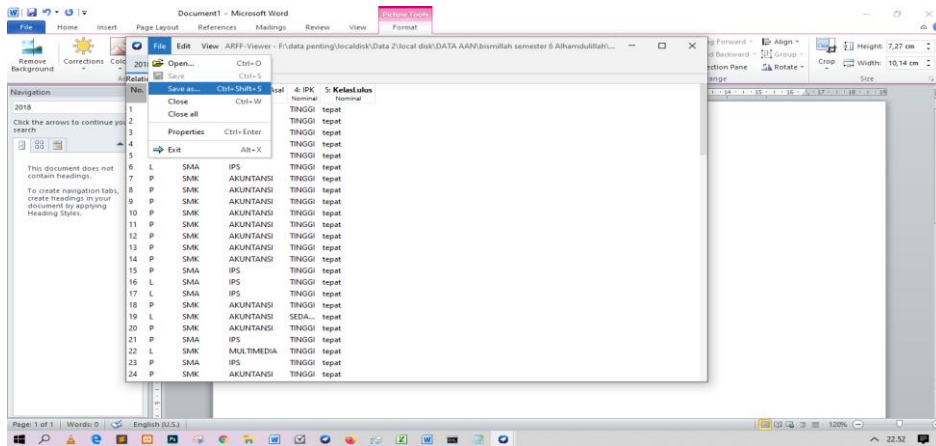 Document1 - Microsoft Word
Picture Tools
File Home Insert Page Layout References Mailings Review View Format
Remove Background
Corrections
Align
Group
Rotate
Crop
Height: 7,27 cm
Width: 10,14 cm
Size
File Edit View ARFF-Viewer - F:\data penting\localdisk\Data 2\local disk\DATA AAN\bismillah semester 6 Alhamdulillah\...
Open... Ctrl+O
Save Ctrl+S
Save as... Ctrl+Shift+S
Close Ctrl+W
Close all
Properties Ctrl+Enter
Exit Alt+X
Navigation
2018
Click the arrows to continue your search
This document does not contain headings.
To create navigation tabs, create headings in your document by applying Heading Styles.
No. 4: IPK 5: KelasLulus
Nominal Nominal
1 TINGGI tepat
2 TINGGI tepat
3 TINGGI tepat
4 TINGGI tepat
5 TINGGI tepat
6 L SMA IPS TINGGI tepat
7 P SMK AKUNTANSI TINGGI tepat
8 P SMK AKUNTANSI TINGGI tepat
9 P SMK AKUNTANSI TINGGI tepat
10 P SMK AKUNTANSI TINGGI tepat
11 P SMK AKUNTANSI TINGGI tepat
12 P SMK AKUNTANSI TINGGI tepat
13 P SMK AKUNTANSI TINGGI tepat
14 P SMK AKUNTANSI TINGGI tepat
15 P SMA IPS TINGGI tepat
16 L SMA IPS TINGGI tepat
17 L SMA IPS TINGGI tepat
18 P SMK AKUNTANSI TINGGI tepat
19 L SMK AKUNTANSI SEDA... tepat
20 P SMK AKUNTANSI TINGGI tepat
21 P SMA IPS TINGGI tepat
22 L SMK MULTIMEDIA TINGGI tepat
23 P SMA IPS TINGGI tepat
24 P SMK AKUNTANSI TINGGI tepat
Page: 1 of 1 Words: 0 English (U.S.) 120%
22.52